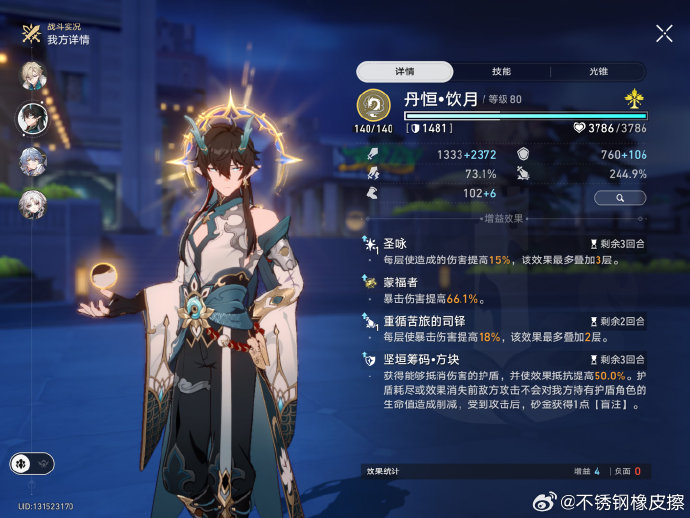 战斗实况
我方详情
详情
技能
光锥
丹恒•饮月 / 等级 80
140/140
[1481]
3786/3786
1333+2372
760+106
73.1%
244.9%
102+6
增益效果
圣咏
剩余3回合
每层使造成的伤害提高15%，该效果最多叠加3层。
蒙福者
暴击伤害提高66.1%。
重循苦旅的司铎
剩余2回合
每层使暴击伤害提高18%，该效果最多叠加2层。
坚垣筹码•方块
剩余3回合
获得能够抵消伤害的护盾，并使效果抵抗提高50.0%。护
盾耗尽或效果消失前敌方攻击不会对我方持有护盾角色的
生命值造成削减，受到攻击后，砂金获得1点【盲注】。
效果统计
增益 4
负面 0
UID:131523170
@不锈钢橡皮擦